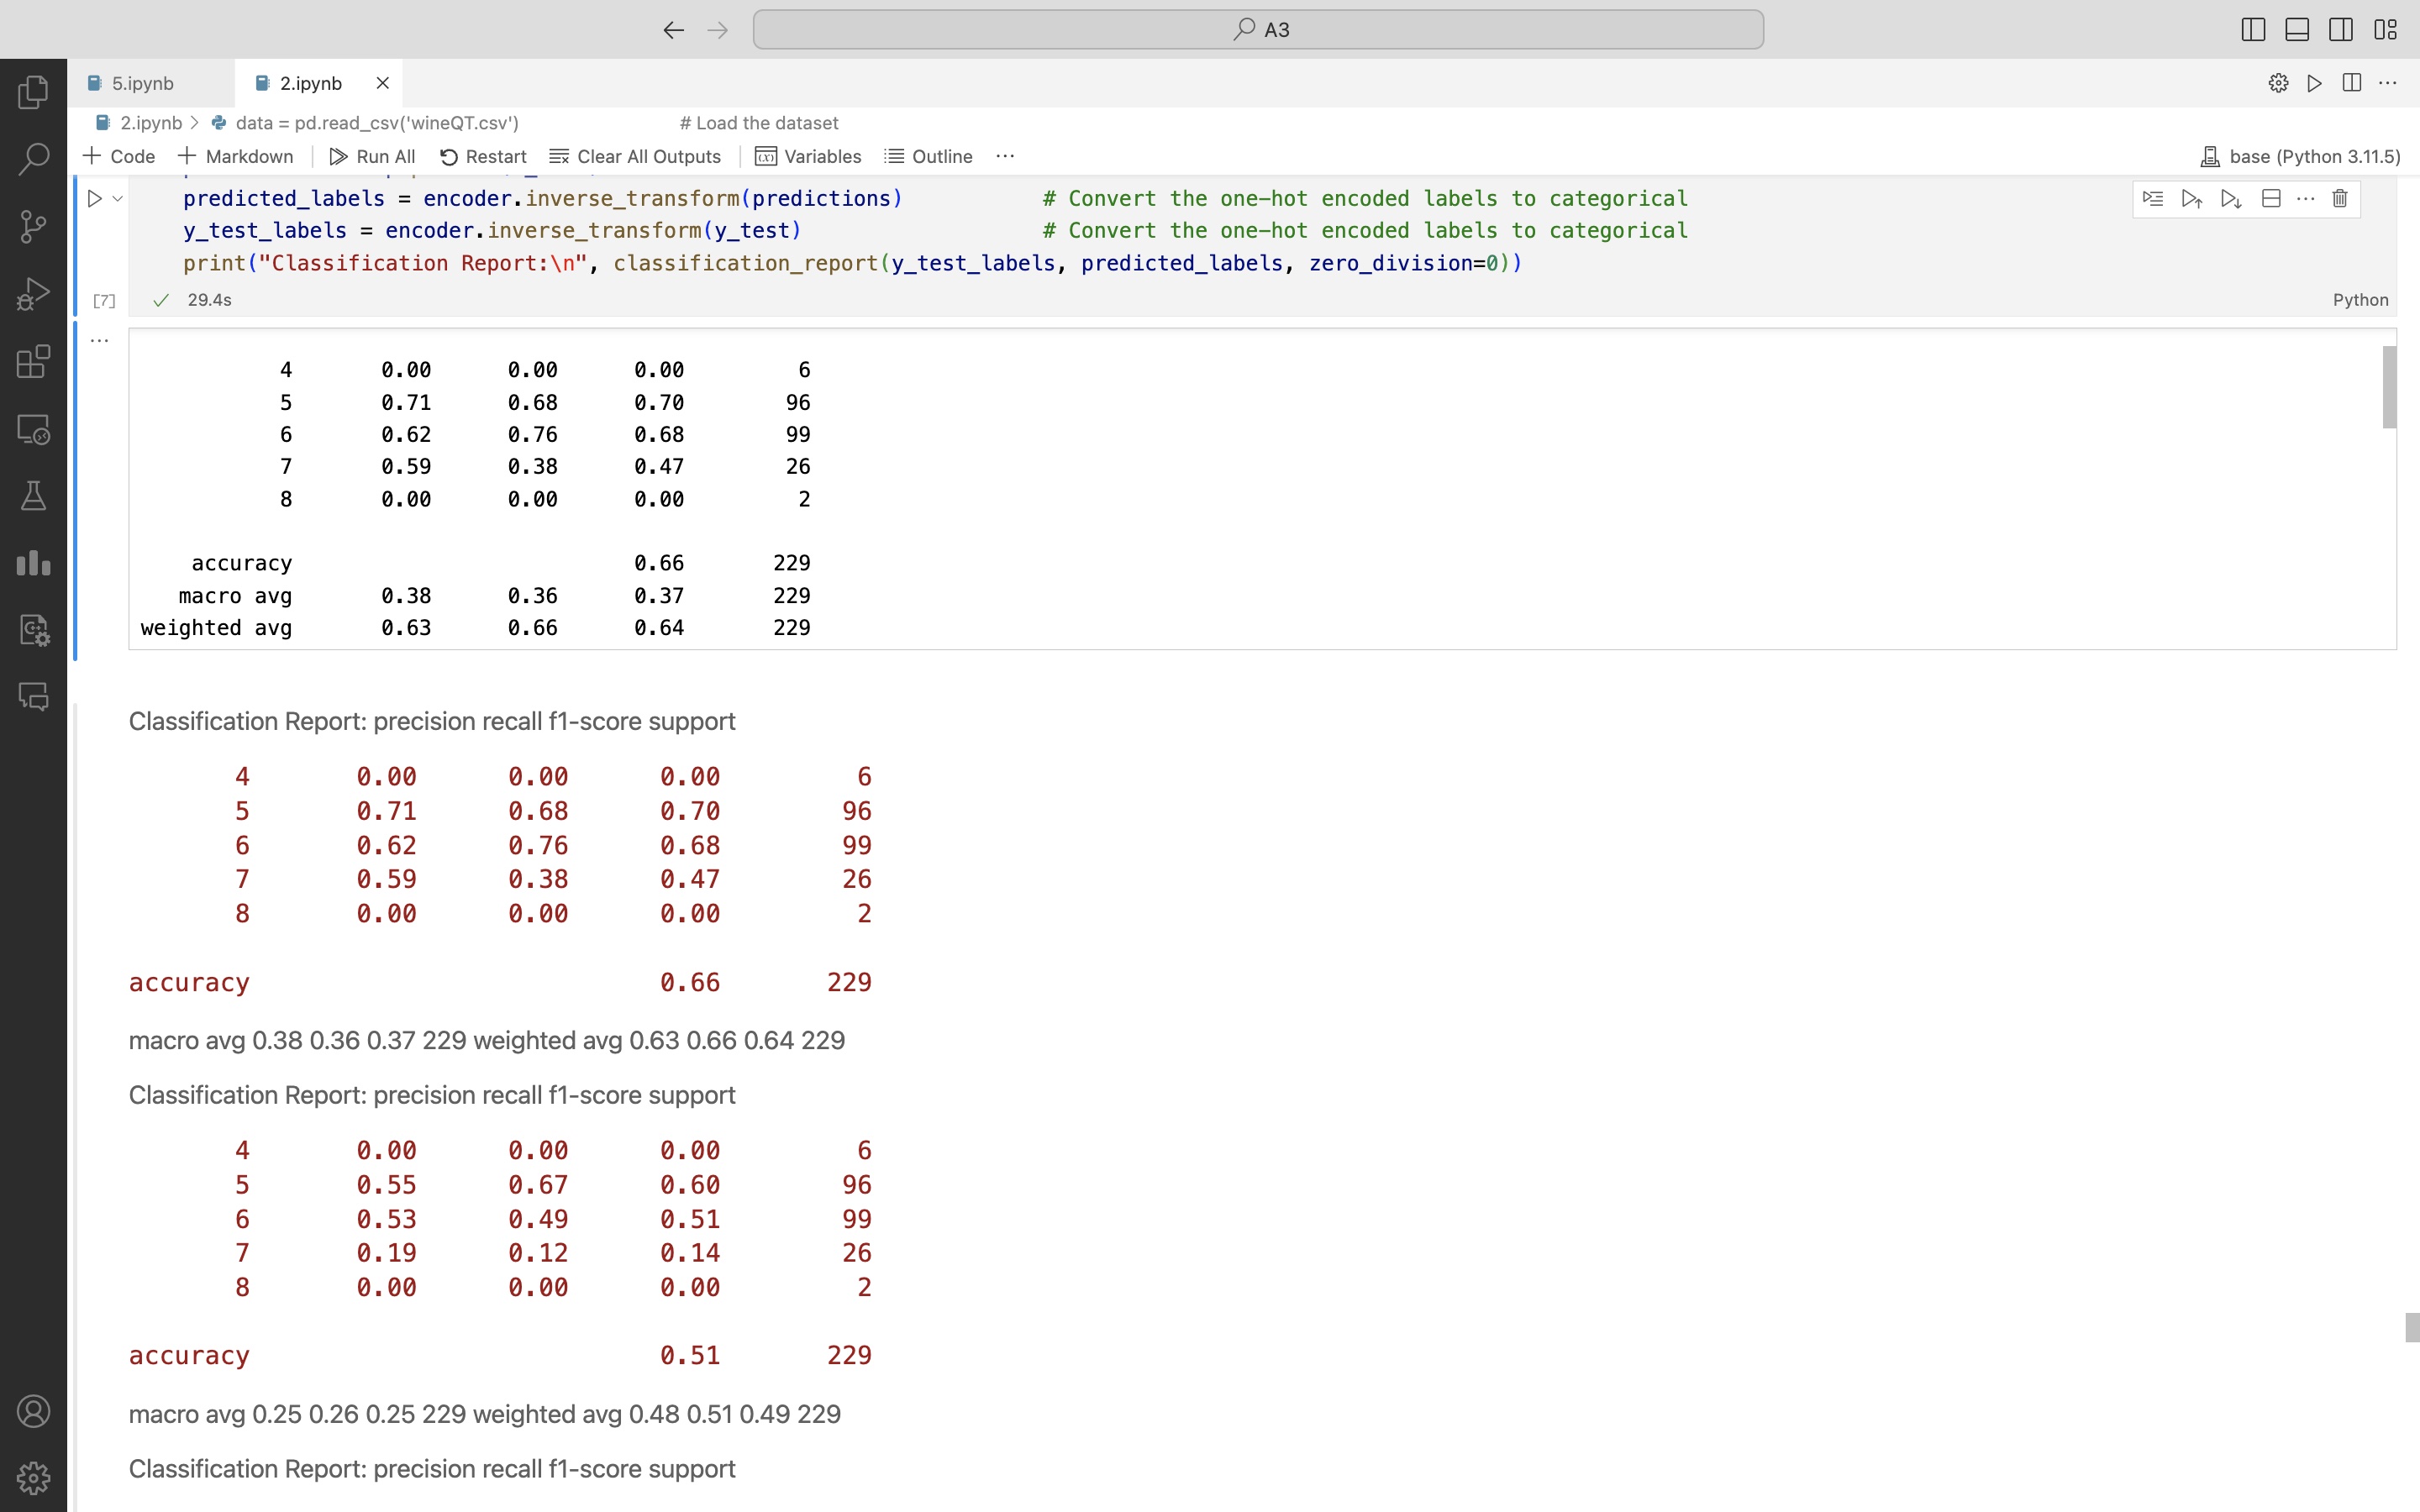 A3
5.ipynb
2.ipynb
2.ipynb > data = pd.read_csv('wineQT.csv') # Load the dataset
+ Code + Markdown Run All Restart Clear All Outputs Variables Outline ... base (Python 3.11.5)
predicted_labels = encoder.inverse_transform(predictions) # Convert the one-hot encoded labels to categorical
y_test_labels = encoder.inverse_transform(y_test) # Convert the one-hot encoded labels to categorical
print("Classification Report:\n", classification_report(y_test_labels, predicted_labels, zero_division=0))
[7] 29.4s Python
4 0.00 0.00 0.00 6
5 0.71 0.68 0.70 96
6 0.62 0.76 0.68 99
7 0.59 0.38 0.47 26
8 0.00 0.00 0.00 2
accuracy 0.66 229
macro avg 0.38 0.36 0.37 229
weighted avg 0.63 0.66 0.64 229
Classification Report: precision recall f1-score support
4 0.00 0.00 0.00 6
5 0.71 0.68 0.70 96
6 0.62 0.76 0.68 99
7 0.59 0.38 0.47 26
8 0.00 0.00 0.00 2
accuracy 0.66 229
macro avg 0.38 0.36 0.37 229 weighted avg 0.63 0.66 0.64 229
Classification Report: precision recall f1-score support
4 0.00 0.00 0.00 6
5 0.55 0.67 0.60 96
6 0.53 0.49 0.51 99
7 0.19 0.12 0.14 26
8 0.00 0.00 0.00 2
accuracy 0.51 229
macro avg 0.25 0.26 0.25 229 weighted avg 0.48 0.51 0.49 229
Classification Report: precision recall f1-score support